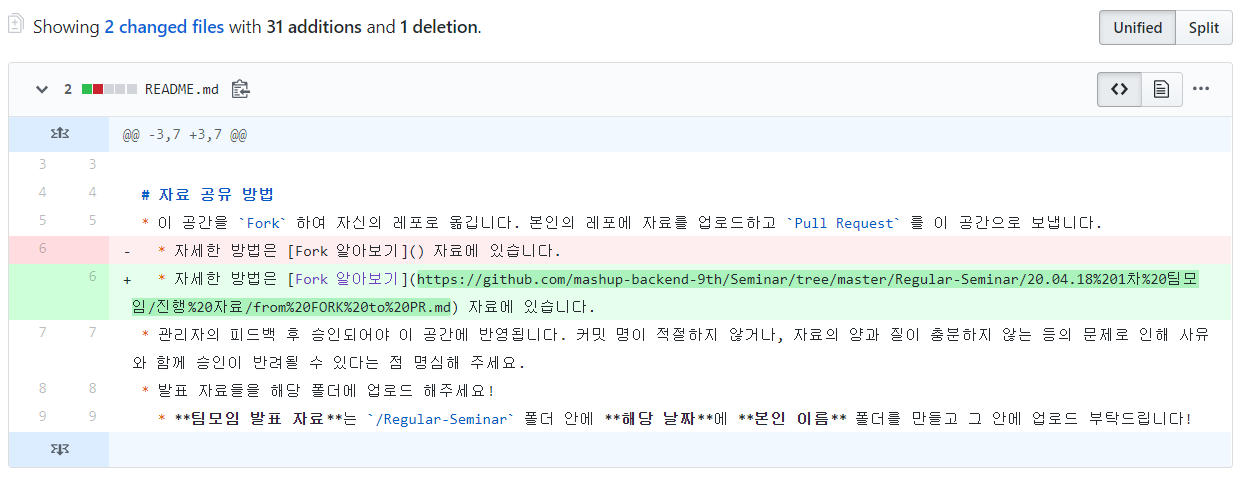 Showing 2 changed files with 31 additions and 1 deletion.
Unified Split
2 README.md
@@ -3,7 +3,7 @@
3 3
4 4 # 자료 공유 방법
5 5 * 이 공간을 `Fork` 하여 자신의 레포로 옮깁니다. 본인의 레포에 자료를 업로드하고 `Pull Request` 를 이 공간으로 보냅니다.
6 - * 자세한 방법은 [Fork 알아보기]() 자료에 있습니다.
6 + * 자세한 방법은 [Fork 알아보기](https://github.com/mashup-backend-9th/Seminar/tree/master/Regular-Seminar/20.04.18%201차%20팀모
임/진행%20자료/from%20FORK%20to%20PR.md) 자료에 있습니다.
7 7 * 관리자의 피드백 후 승인되어야 이 공간에 반영됩니다. 커밋 명이 적절하지 않거나, 자료의 양과 질이 충분하지 않는 등의 문제로 인해 사유
와 함께 승인이 반려될 수 있다는 점 명심해 주세요.
8 8 * 발표 자료들을 해당 폴더에 업로드 해주세요!
9 9 * **팀모임 발표 자료**는 `/Regular-Seminar` 폴더 안에 **해당 날짜**에 **본인 이름** 폴더를 만들고 그 안에 업로드 부탁드립니다!